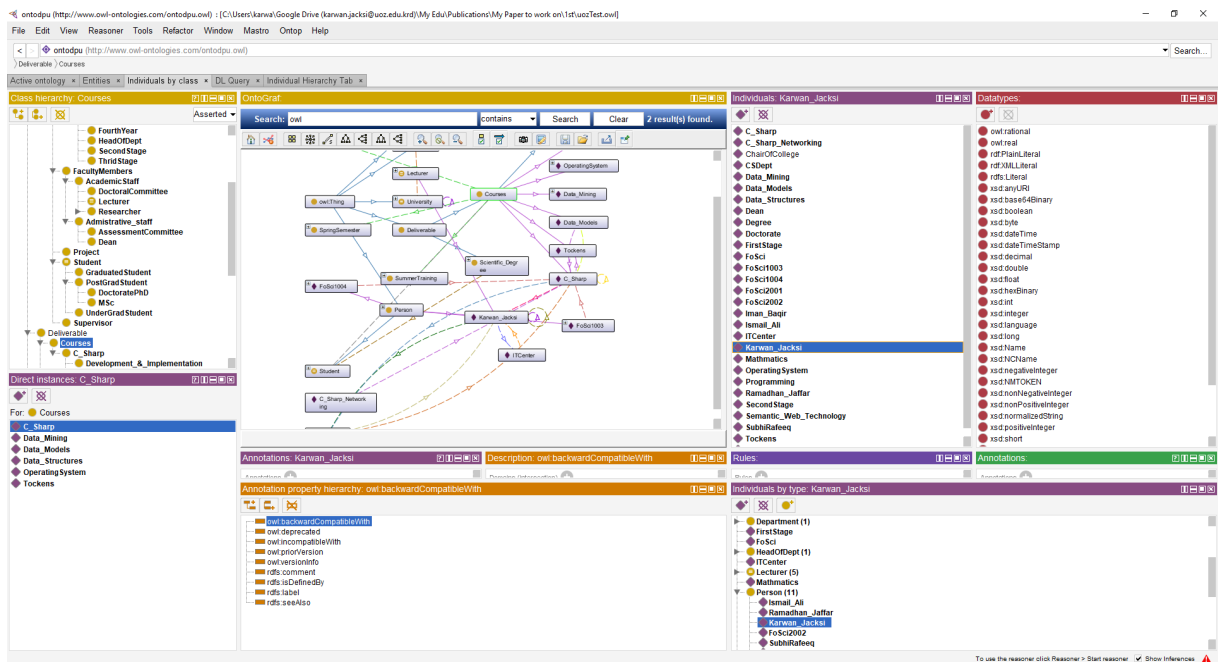 ontodpu (http://www.owl-ontologies.com/ontodpu.owl) : [C:\Users\karwa\Google Drive (karwan.jacksi@uoz.edu.krd)\My Edu\Publications\My Paper to work on\1st\uozTest.owl]
File Edit View Reasoner Tools Refactor Window Mastro Ontop Help
< > ontodpu (http://www.owl-ontologies.com/ontodpu.owl) Search...
Deliverable Courses
Active ontology × Entities × Individuals by class × DL Query × Individual Hierarchy Tab ×
Class hierarchy: Courses
Asserted
FourthYear
HeadOfDept
SecondStage
ThridStage
FacultyMembers
AcademicStaff
DoctoralCommittee
Lecturer
Researcher
Admistrative_staff
AssessmentCommittee
Dean
Project
Student
GraduatedStudent
PostGradStudent
DoctoratePhD
MSc
UnderGradStudent
Supervisor
Deliverable
Courses
C_Sharp
Development_&_Implementation
Direct instances: C_Sharp
For: Courses
C_Sharp
Data_Mining
Data_Models
Data_Structures
OperatingSystem
Tockens
OntoGraf:
Search: owl contains Search Clear 2 result(s) found.
OperatingSystem
Lecturer
Courses
Data_Mining
owl:Thing
University
SpringSemester
Deliverable
Data_Models
Tockens
Scientific_Degr
ee
SummerTraining
C_Sharp
FoSci1004
Person
Karwan_Jacksi
FoSci1003
ITCenter
Student
C_Sharp_Network
ing
Annotations: Karwan_Jacksi
Description: owl:backwardCompatibleWith
Annotation property hierarchy: owl:backwardCompatibleWith
owl:backwardCompatibleWith
owl:deprecated
owl:incompatibleWith
owl:priorVersion
owl:versionInfo
rdfs:comment
rdfs:isDefinedBy
rdfs:label
rdfs:seeAlso
Individuals: Karwan_Jacksi
C_Sharp
C_Sharp_Networking
ChairOfCollege
CSDept
Data_Mining
Data_Models
Data_Structures
Dean
Degree
Doctorate
FirstStage
FoSci
FoSci1003
FoSci1004
FoSci2001
FoSci2002
Iman_Baqir
Ismail_Ali
ITCenter
Karwan_Jacksi
Mathmatics
OperatingSystem
Programming
Ramadhan_Jaffar
SecondStage
Semantic_Web_Technology
SubhiRafeeq
Tockens
Datatypes:
owl:rational
owl:real
rdf:PlainLiteral
rdf:XMLLiteral
rdfs:Literal
xsd:anyURI
xsd:base64Binary
xsd:boolean
xsd:byte
xsd:dateTime
xsd:dateTimeStamp
xsd:decimal
xsd:double
xsd:float
xsd:hexBinary
xsd:int
xsd:integer
xsd:language
xsd:long
xsd:Name
xsd:NCName
xsd:negativeInteger
xsd:NMTOKEN
xsd:nonNegativeInteger
xsd:nonPositiveInteger
xsd:normalizedString
xsd:positiveInteger
xsd:short
Rules:
Annotations:
Individuals by type: Karwan_Jacksi
Department (1)
FirstStage
FoSci
HeadOfDept (1)
ITCenter
Lecturer (5)
Mathmatics
Person (11)
Ismail_Ali
Ramadhan_Jaffar
Karwan_Jacksi
FoSci2002
SubhiRafeeq
To use the reasoner click Reasoner > Start reasoner Show Inferences